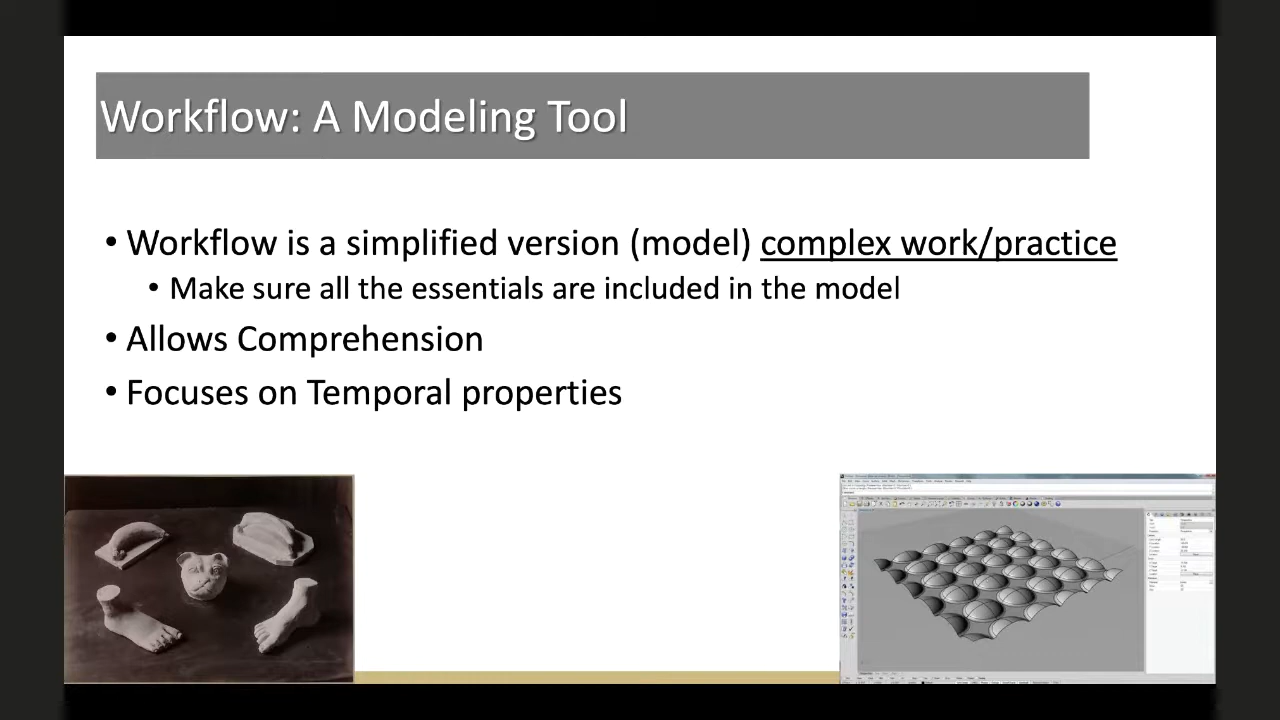 Workflow: A Modeling Tool
• Workflow is a simplified version (model) complex work/practice
• Make sure all the essentials are included in the model
• Allows Comprehension
• Focuses on Temporal properties